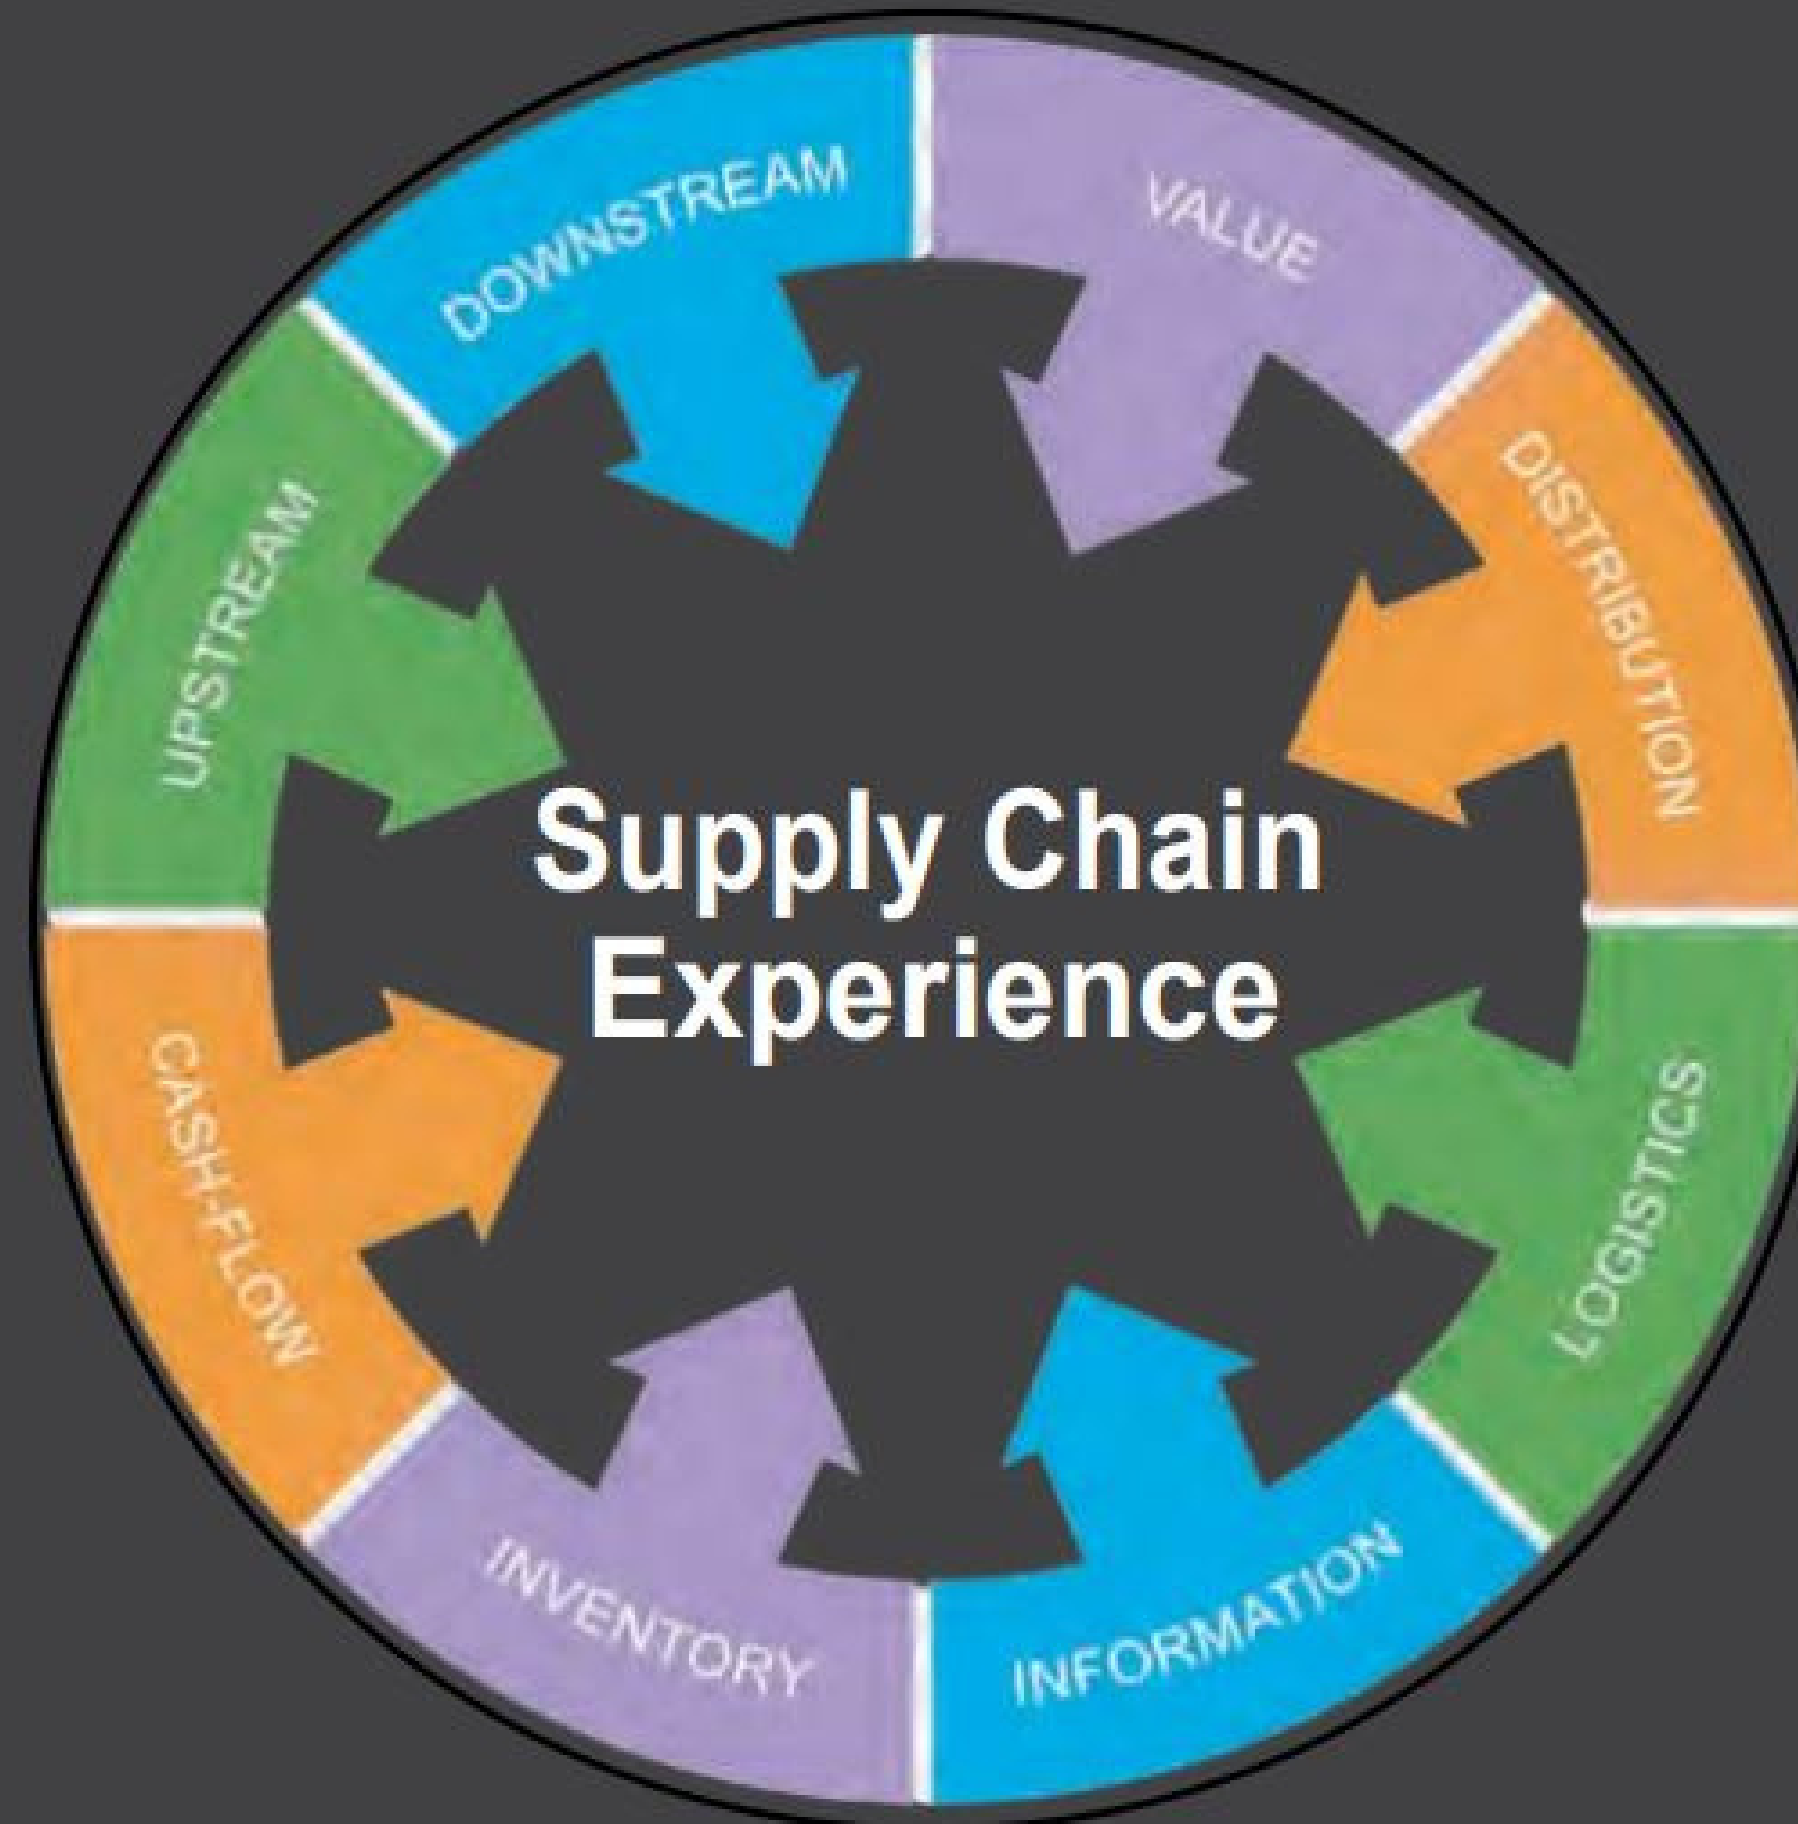 DOWNSTREAM
VALUE
DISTRIBUTION
LOGISTICS
INFORMATION
INVENTORY
CASH-FLOW
UPSTREAM
Supply Chain
Experience